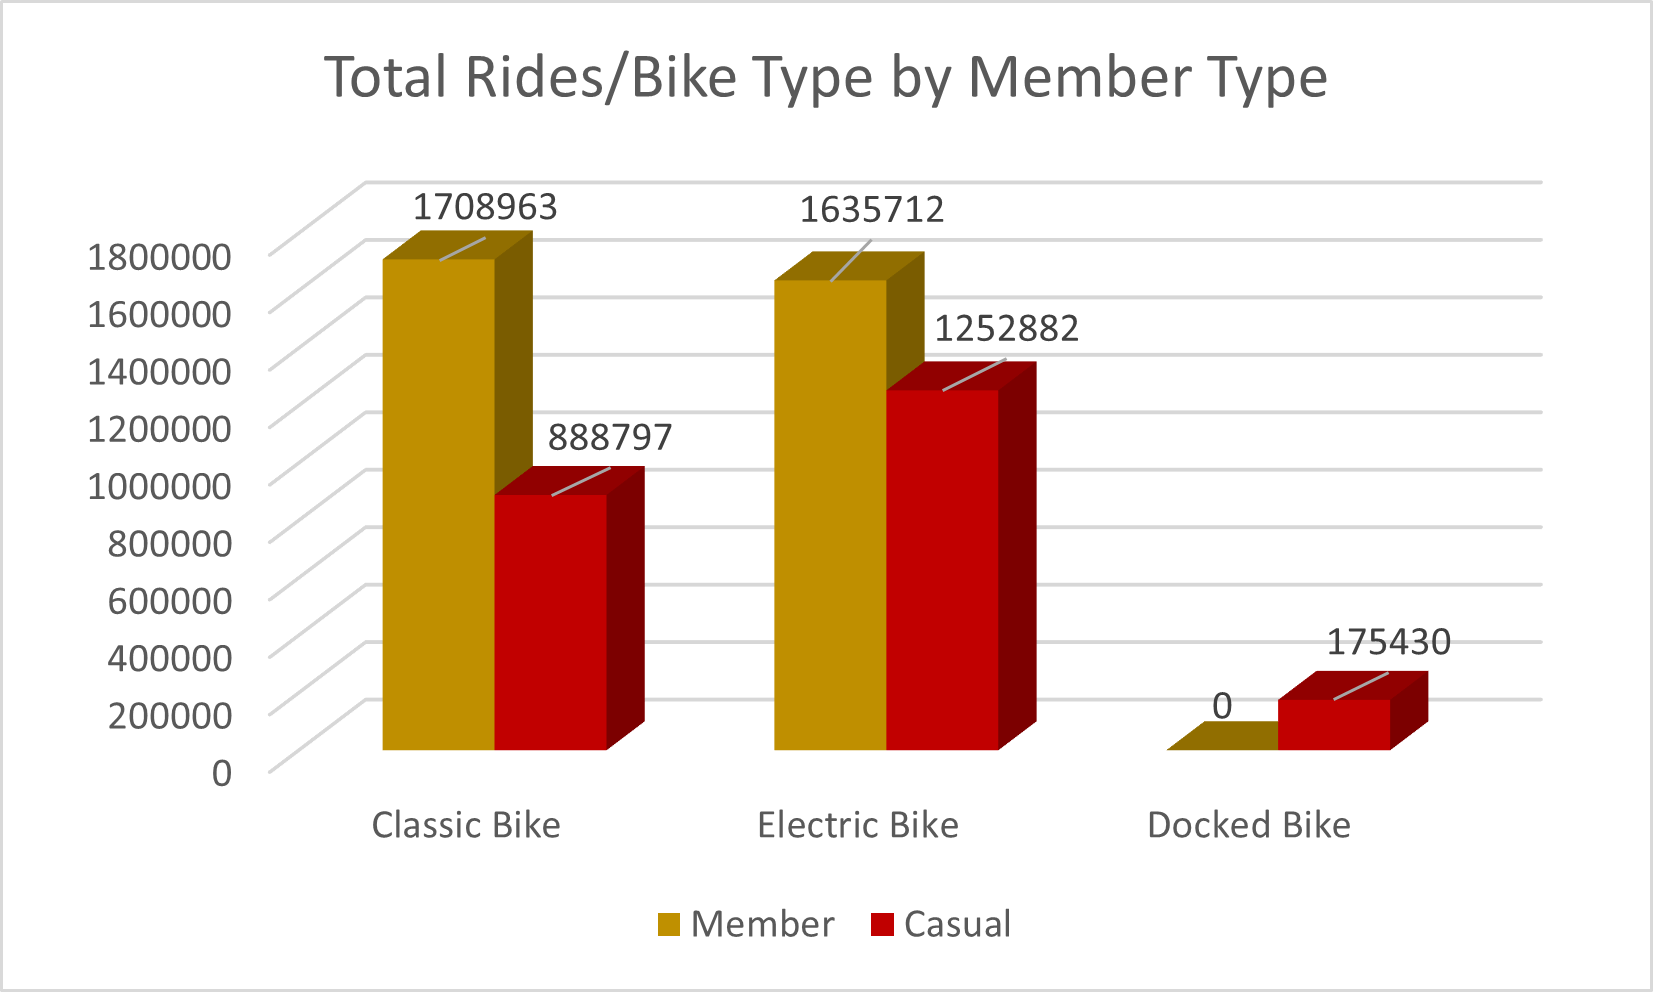 Total Rides/Bike Type by Member Type
1708963
1635712
1800000
1600000
1252882
1400000
1200000
888797
1000000
800000
600000
175430
400000
0
200000
0
Classic Bike
Electric Bike
Docked Bike
Member
Casual